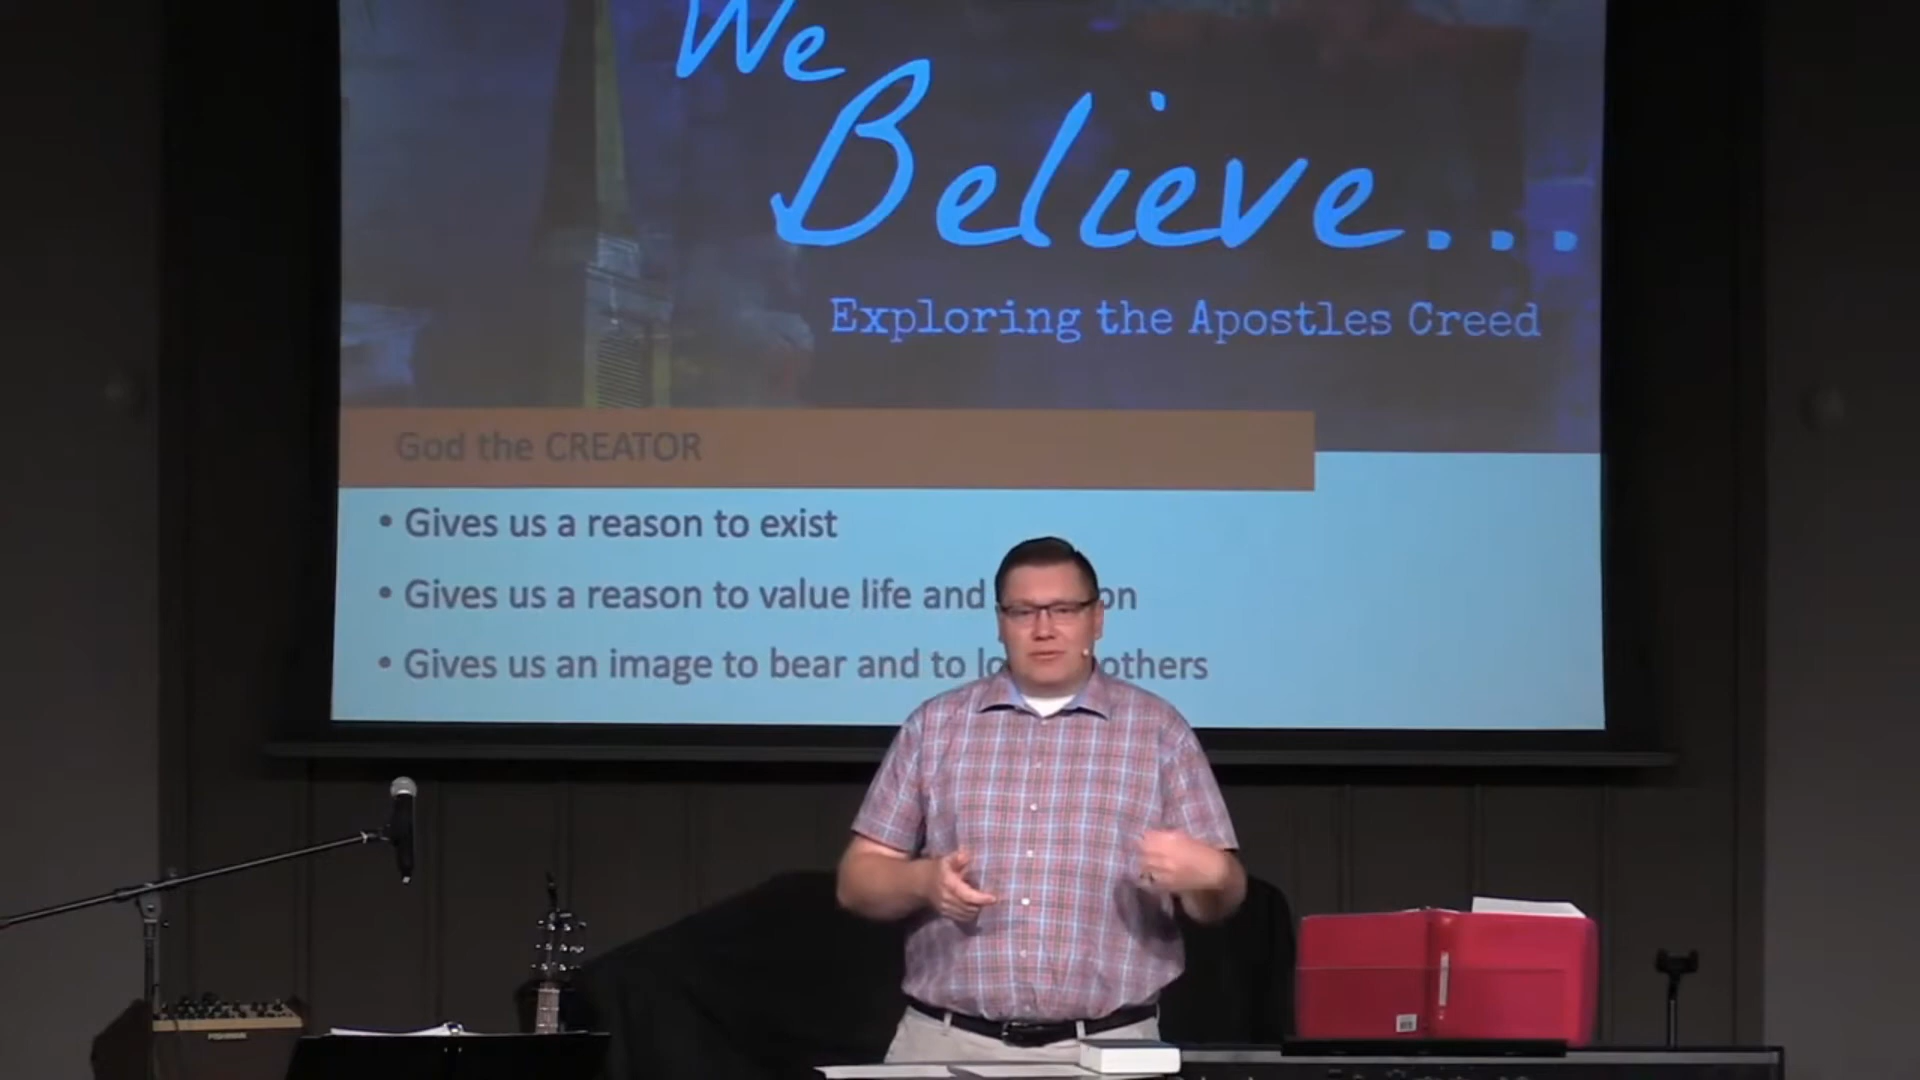 We
Believe...
Exploring the Apostles Creed
God the CREATOR
• Gives us a reason to exist
• Gives us a reason to value life and
• Gives us an image to bear and to others
FISHMAN